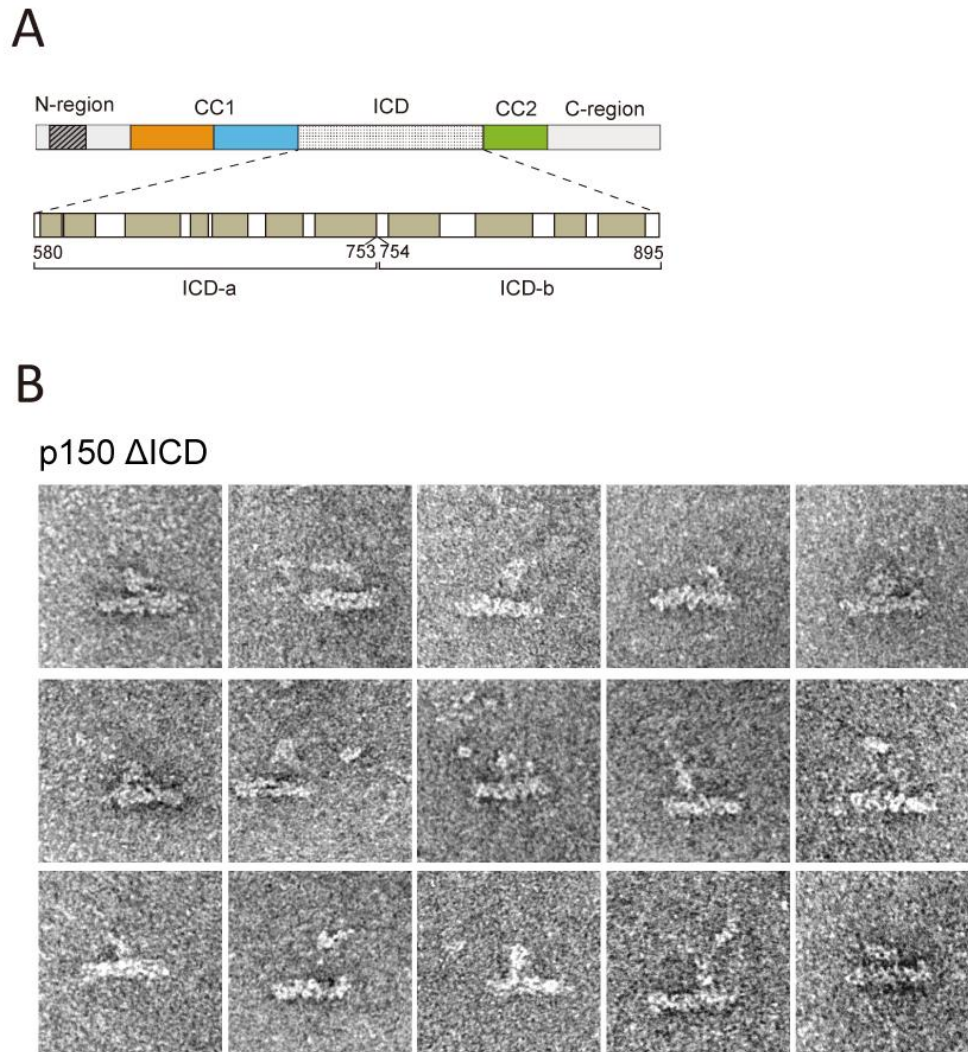 A
N-region CC1 ICD CC2 C-region
580 753 754 895
ICD-a ICD-b
B
p150 ΔICD